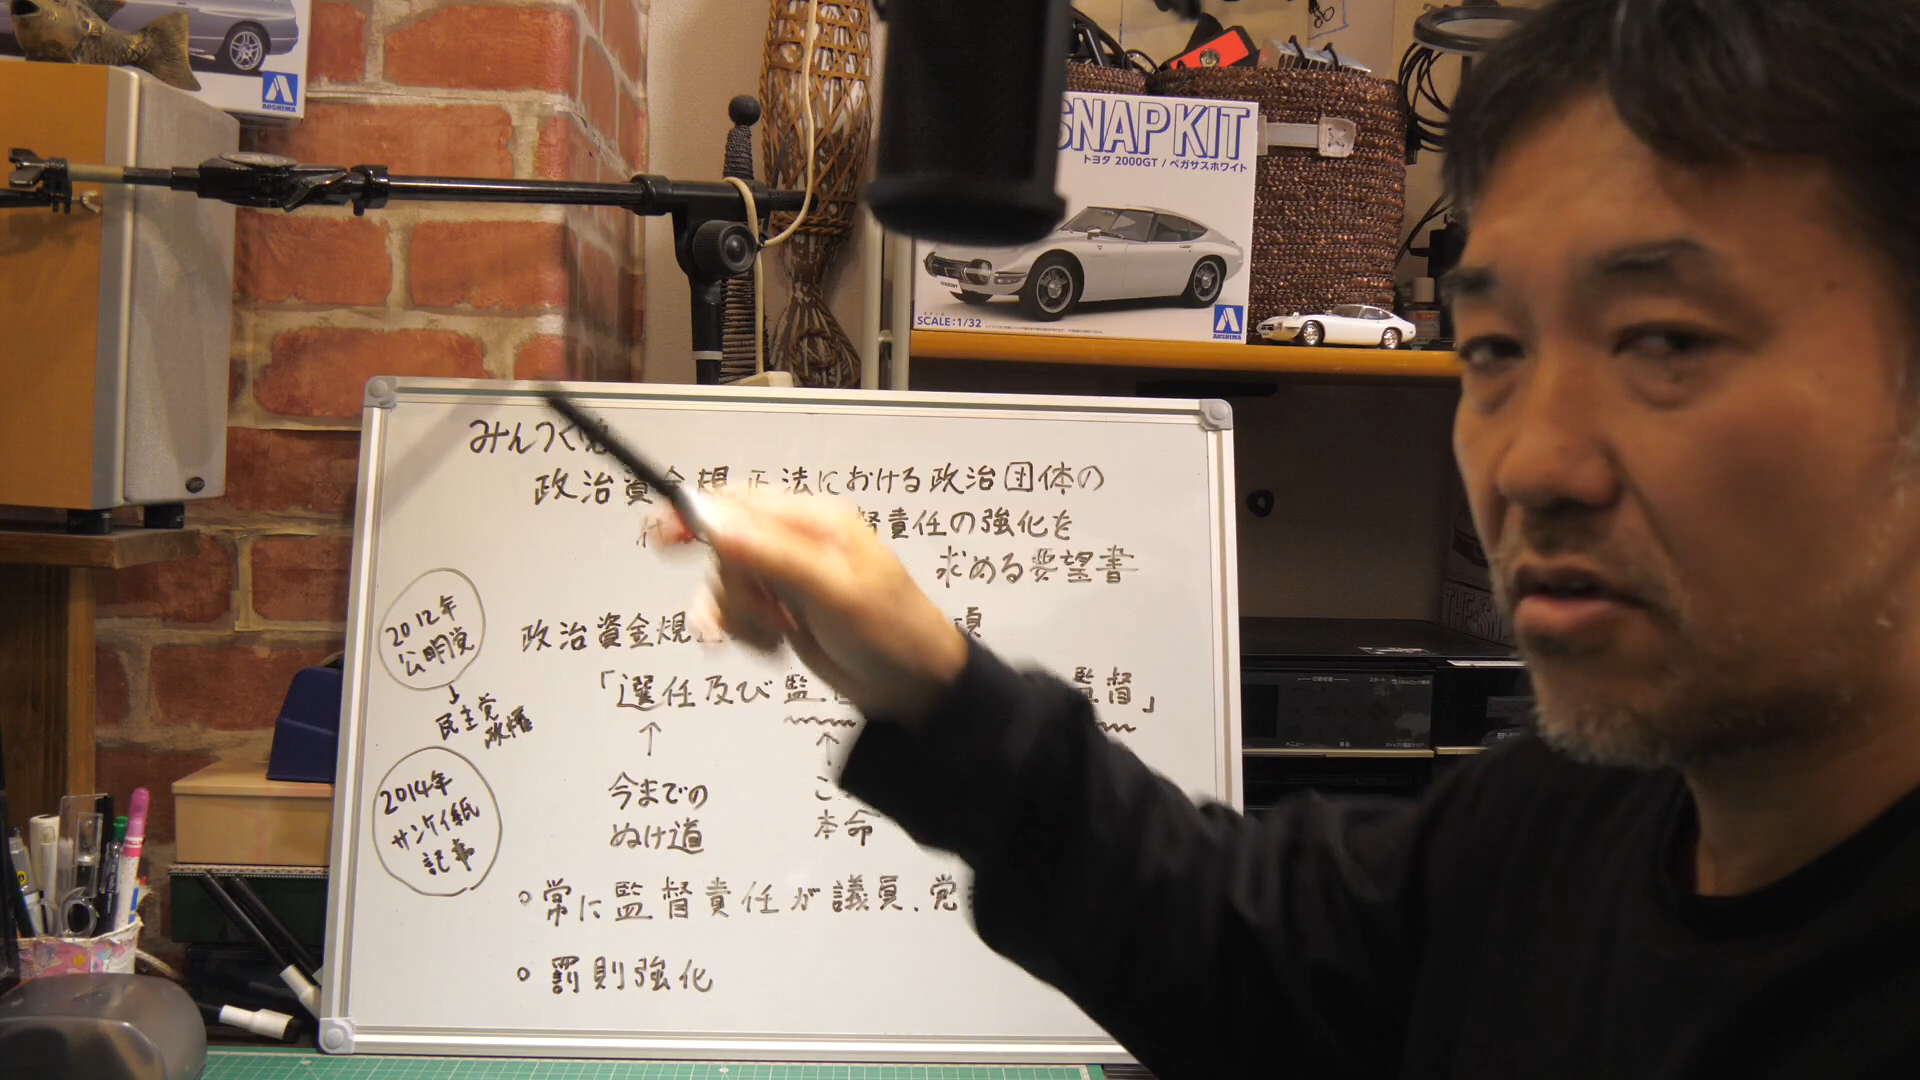 AOSHIMA
SNAP KIT
トヨタ 2000GT / ペガサスホワイト
SCALE:1/32
AOSHIMA
みんつく党
政治資金規正法における政治団体の
督責任の強化を
求める要望書
2012年
公明党
↓
民主党
政権
2014年
サンケイ紙
記事
政治資金規
項
「選任及び監
監督」
↑ ↑
今までの
ぬけ道
こ
本命
○常に監督責任が議員、党
○罰則強化